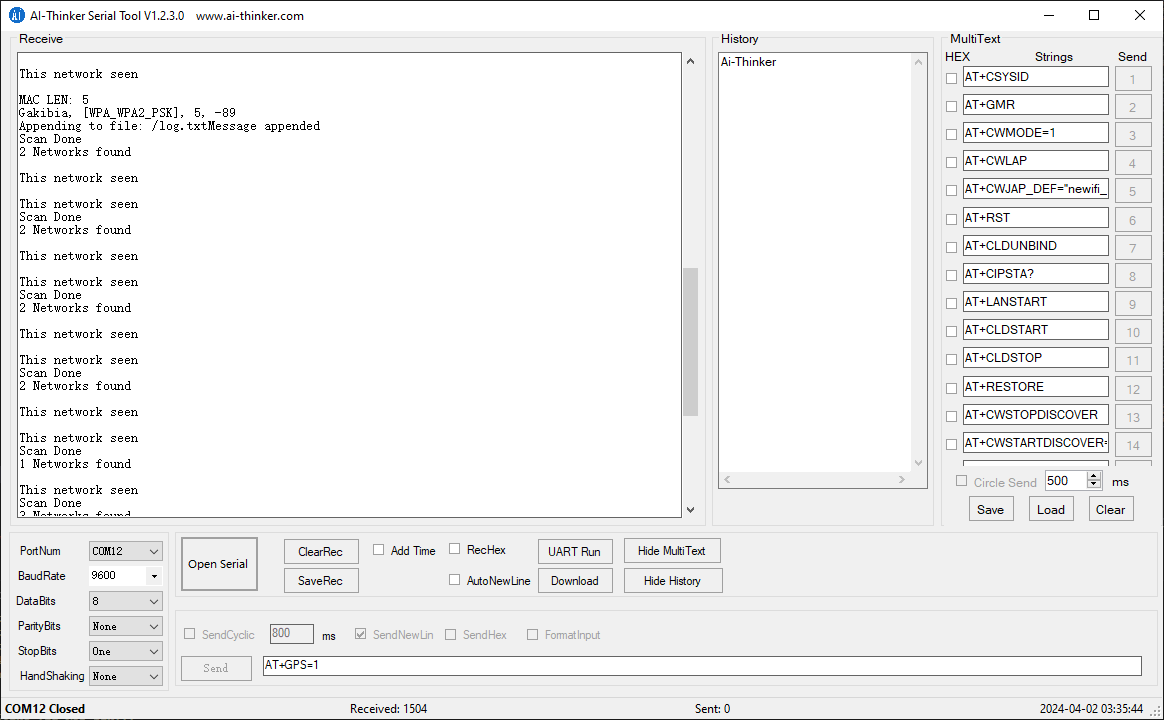 AI-Thinker Serial Tool V1.2.3.0 www.ai-thinker.com
Receive
This network seen
MAC LEN: 5
Gakibia, [WPA_WPA2_PSK], 5, -89
Appending to file: /log.txtMessage appended
Scan Done
2 Networks found
This network seen
This network seen
Scan Done
2 Networks found
This network seen
This network seen
Scan Done
2 Networks found
This network seen
This network seen
Scan Done
2 Networks found
This network seen
This network seen
Scan Done
1 Networks found
This network seen
Scan Done
Networks found
History
Ai-Thinker
MultiText
HEX Strings Send
AT+CSYSID 1
AT+GMR 2
AT+CWMODE=1 3
AT+CWLAP 4
AT+CWJAP_DEF="newifi_ 5
AT+RST 6
AT+CLDUNBIND 7
AT+CIPSTA? 8
AT+LANSTART 9
AT+CLDSTART 10
AT+CLDSTOP 11
AT+RESTORE 12
AT+CWSTOPDISCOVER 13
AT+CWSTARTDISCOVER= 14
Circle Send 500 ms
Save Load Clear
PortNum COM12
BaudRate 9600
DataBits 8
ParityBits None
StopBits One
HandShaking None
Open Serial
ClearRec Add Time RecHex UART Run Hide MultiText
SaveRec AutoNewLine Download Hide History
SendCyclic 800 ms SendNewLin SendHex FormatInput
Send AT+GPS=1
COM12 Closed Received: 1504 Sent: 0 2024-04-02 03:35:44